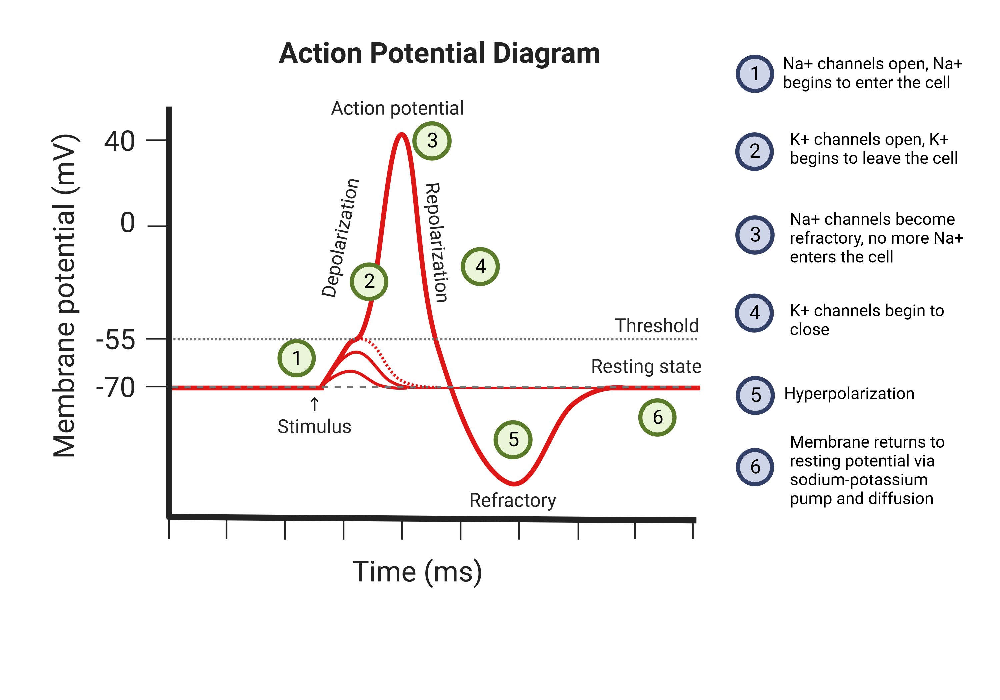 Action Potential Diagram
Action potential
Membrane potential (mV)
40
0
-55
-70
Depolarization
Repolarization
Threshold
Resting state
↑
Stimulus
Refractory
1
2
3
4
5
6
Time (ms)
1
Na+ channels open, Na+
begins to enter the cell
2
K+ channels open, K+
begins to leave the cell
3
Na+ channels become
refractory, no more Na+
enters the cell
4
K+ channels begin to
close
5
Hyperpolarization
6
Membrane returns to
resting potential via
sodium-potassium
pump and diffusion